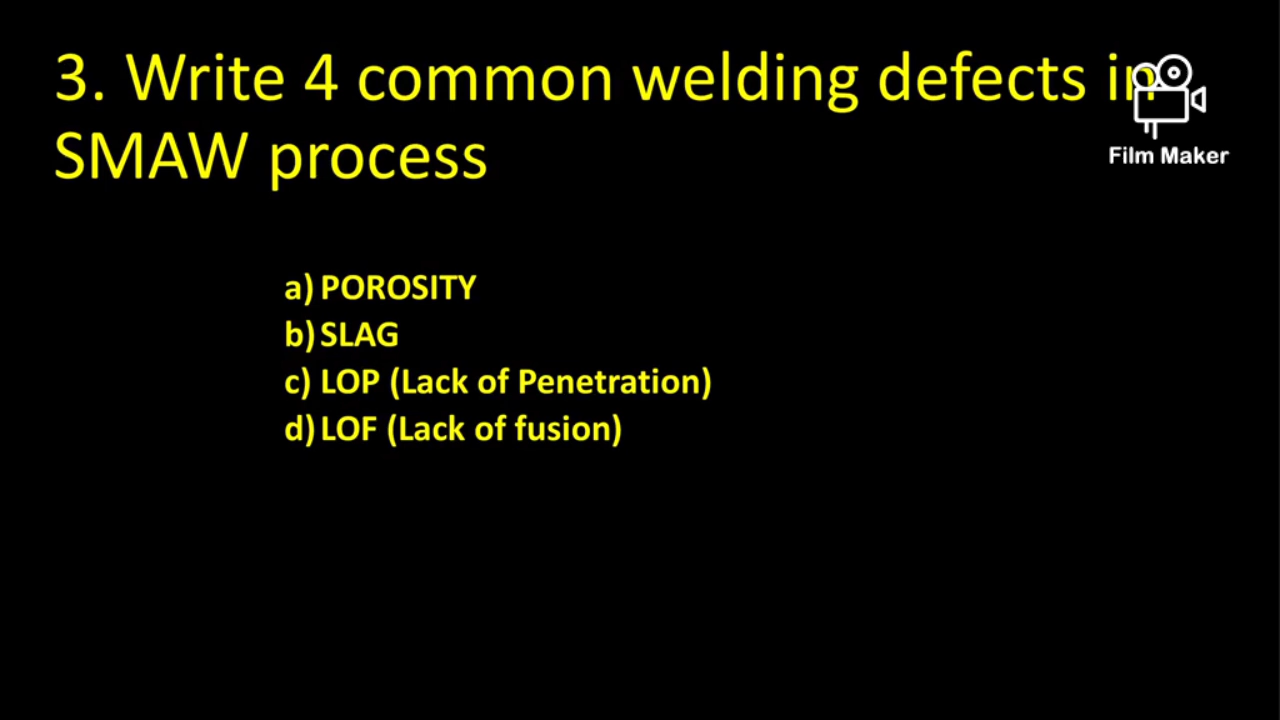 3. Write 4 common welding defects in
SMAW process
Film Maker
a) POROSITY
b) SLAG
c) LOP (Lack of Penetration)
d) LOF (Lack of fusion)